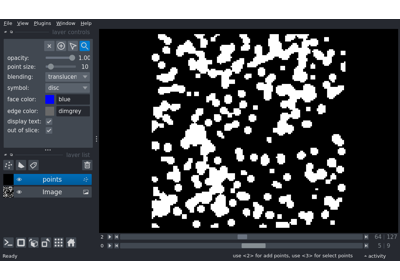 File View Plugins Window Help
layer controls
opacity: 1.00
point size: 10
blending: translucen
symbol: disc
face color: blue
edge color: dimgrey
display text:
out of slice:
layer list
points
Image
2 64 127
0 5 9
use <2> for add points, use <3> for select points activity